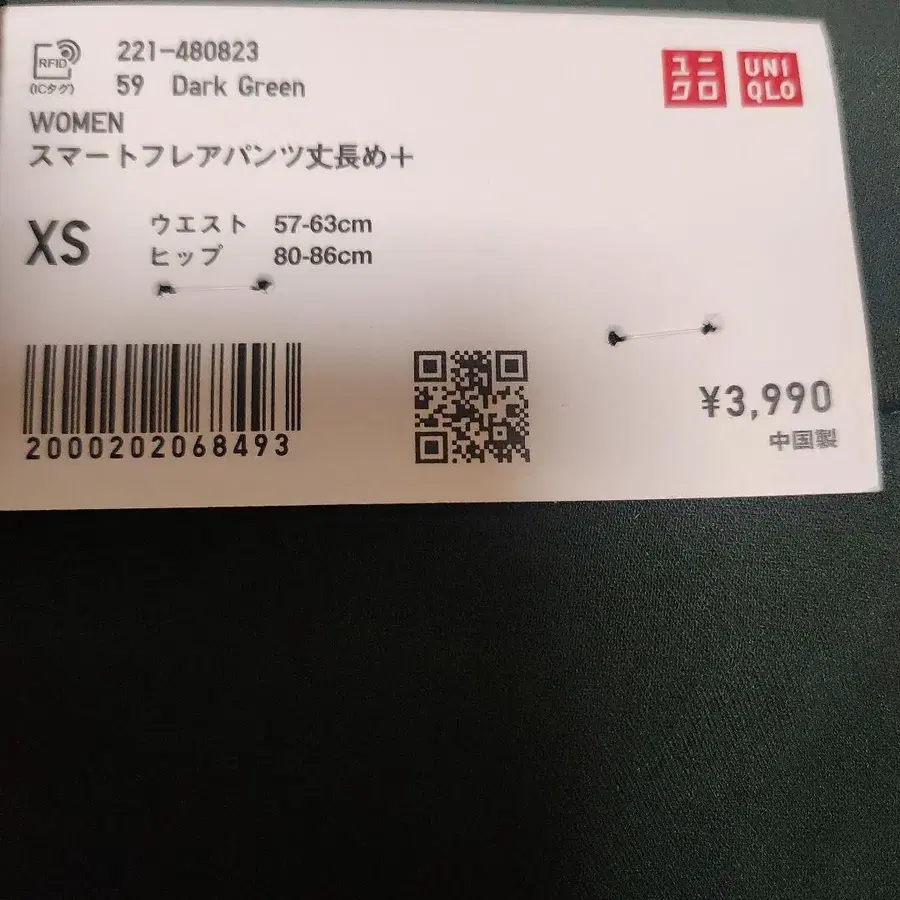 RFID
(ICタグ)
221-480823
59 Dark Green
ユニ
クロ
UNI
QLO
WOMEN
スマートフレアパンツ丈長め＋
XS
ウエスト 57-63cm
ヒップ 80-86cm
2000202068493
¥3,990
中国製